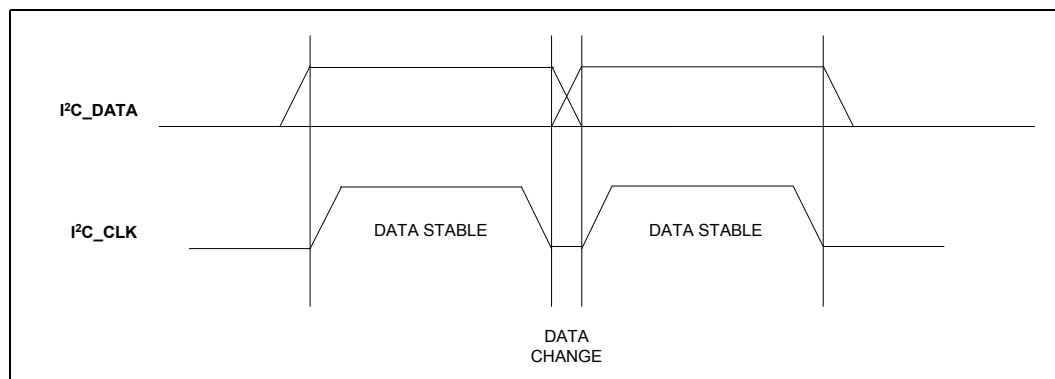 I²C_DATA
I²C_CLK
DATA STABLE
DATA STABLE
DATA
CHANGE